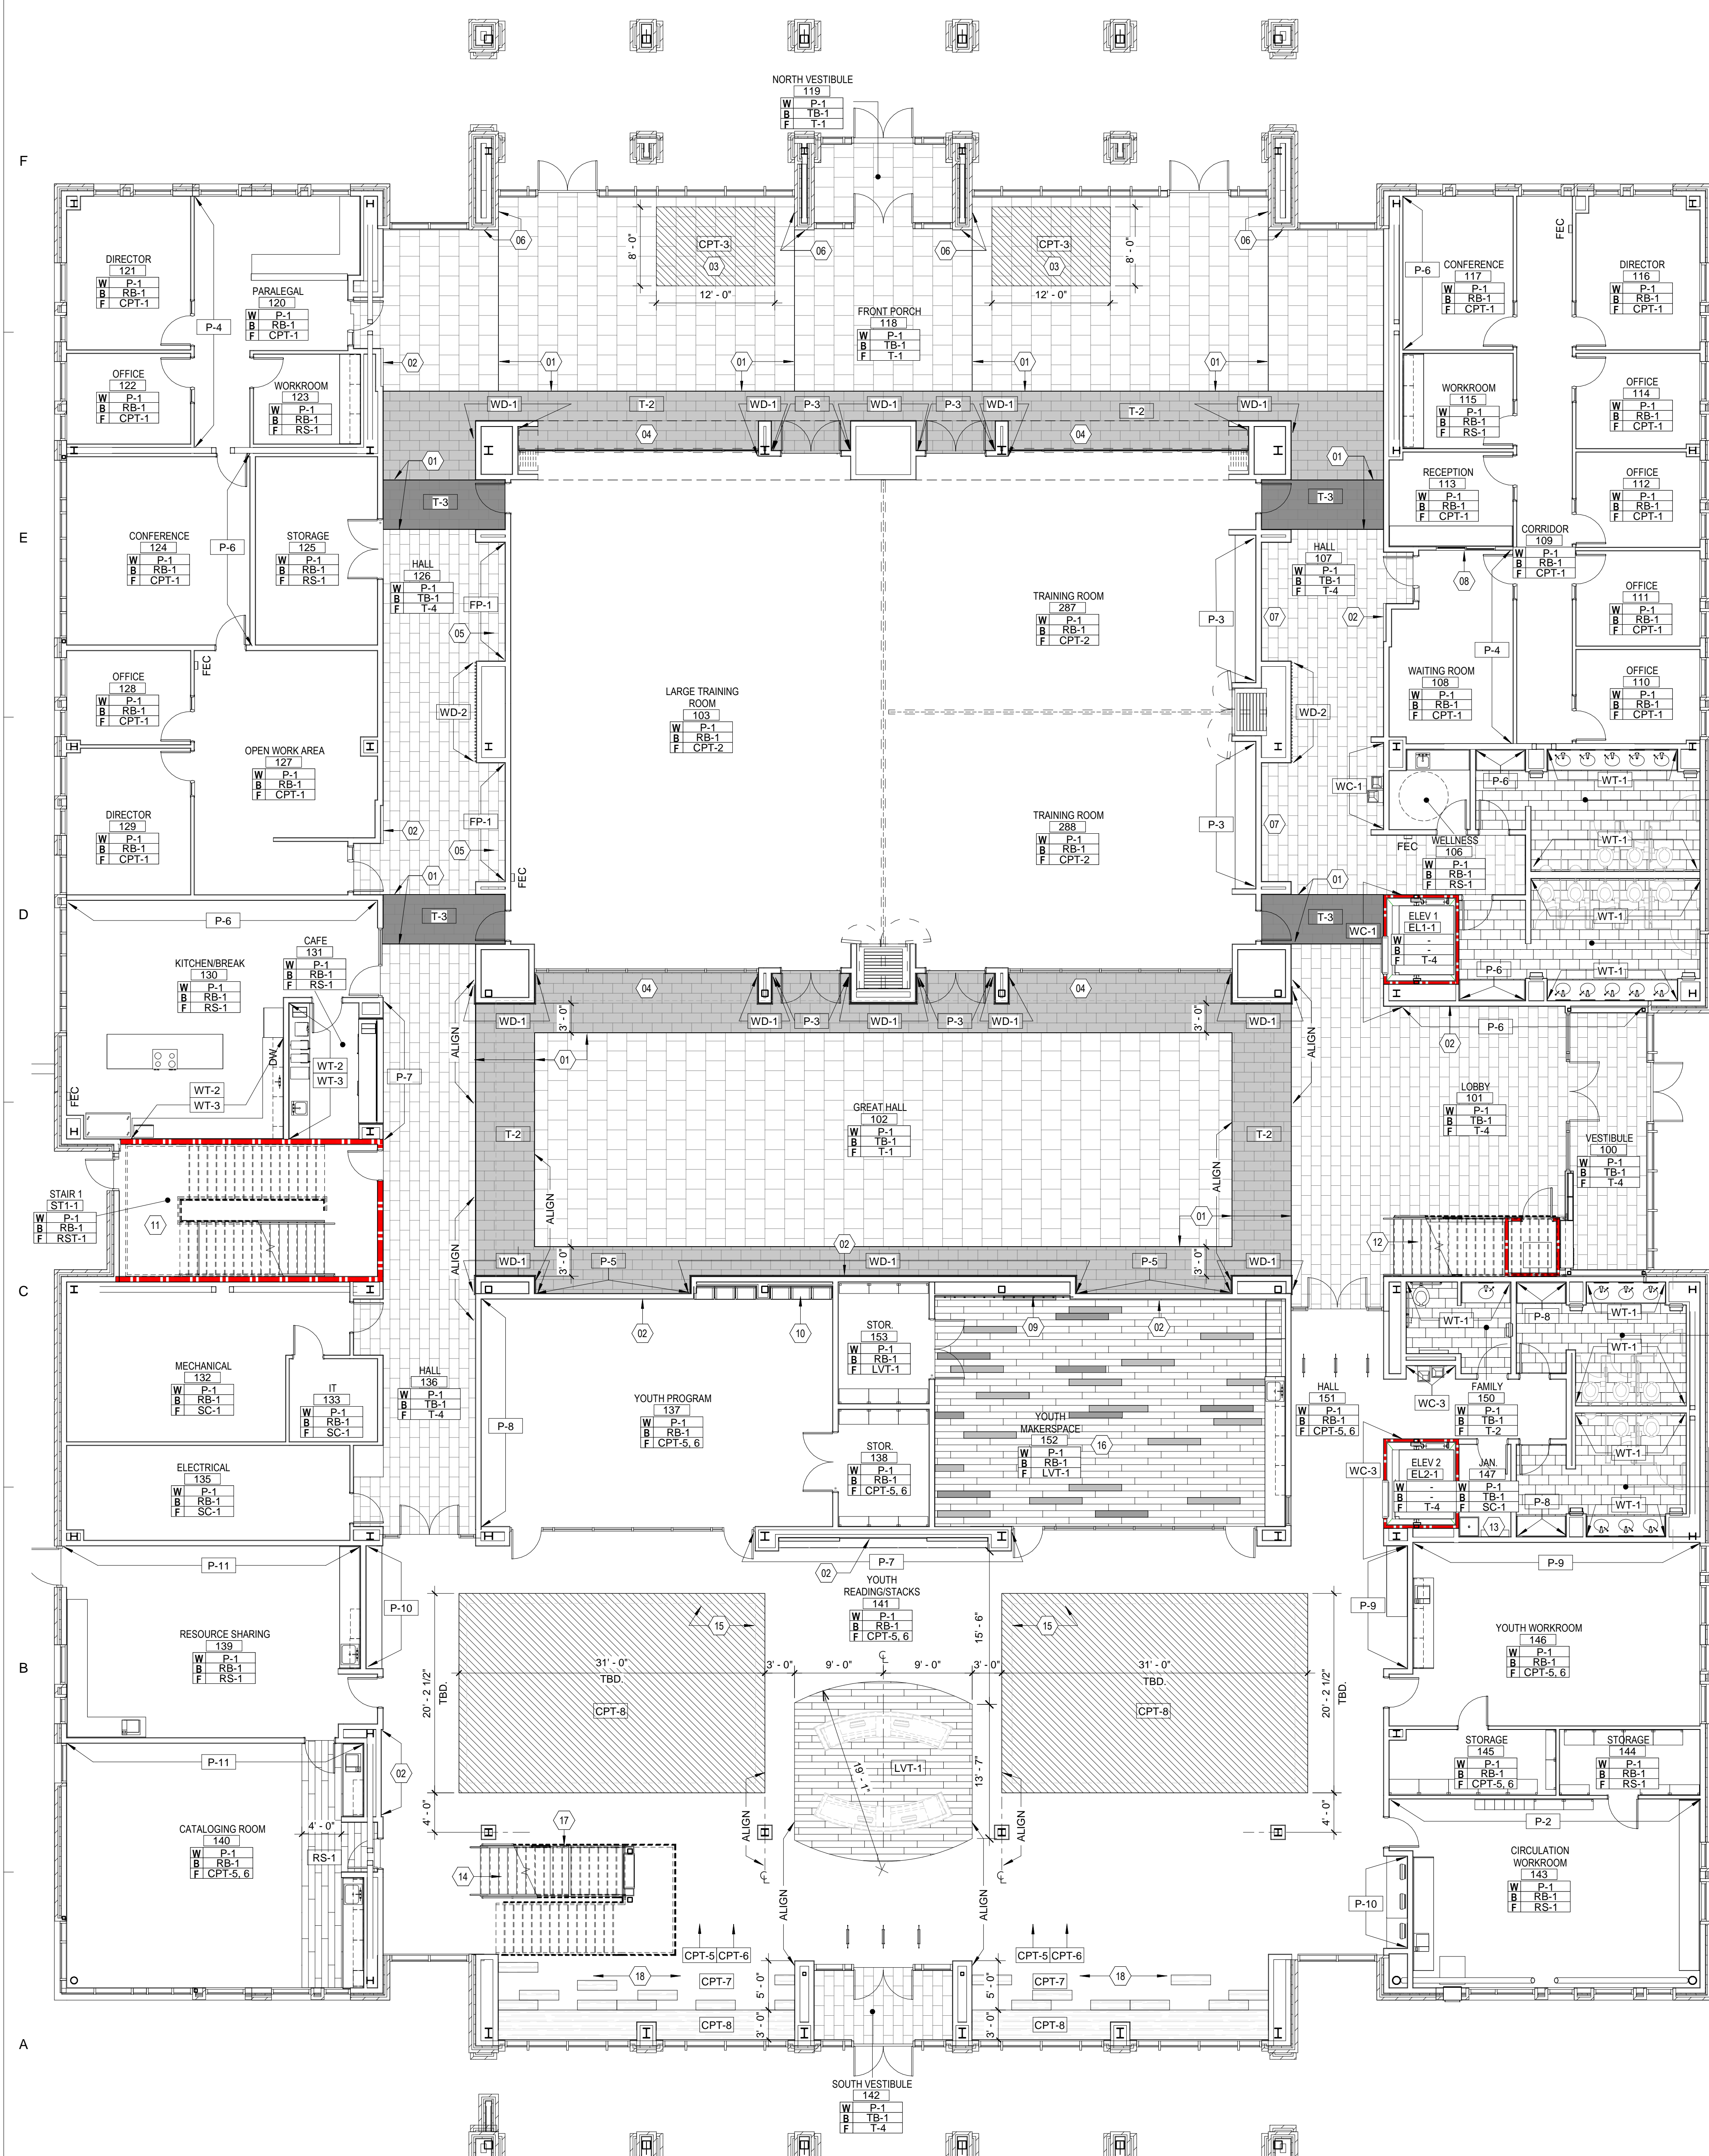 NORTH VESTIBULE
119
W P-1
B TB-1
F T-1
F
06
06
06
06
CPT-3
03
8' - 0"
12' - 0"
CPT-3
03
8' - 0"
12' - 0"
FRONT PORCH
118
W P-1
B TB-1
F T-1
DIRECTOR
121
W P-1
B RB-1
F CPT-1
PARALEGAL
120
W P-1
B RB-1
F CPT-1
P-4
P-6
CONFERENCE
117
W P-1
B RB-1
F CPT-1
FEC
DIRECTOR
116
W P-1
B RB-1
F CPT-1
OFFICE
122
W P-1
B RB-1
F CPT-1
WORKROOM
123
W P-1
B RB-1
F RS-1
02
01
01
01
01
WORKROOM
115
W P-1
B RB-1
F RS-1
OFFICE
114
W P-1
B RB-1
F CPT-1
WD-1
T-2
WD-1
P-3
WD-1
P-3
WD-1
T-2
WD-1
04
04
01
01
T-3
T-3
RECEPTION
113
W P-1
B RB-1
F CPT-1
OFFICE
112
W P-1
B RB-1
F CPT-1
E
CONFERENCE
124
W P-1
B RB-1
F CPT-1
P-6
STORAGE
125
W P-1
B RB-1
F RS-1
HALL
126
W P-1
B TB-1
F T-4
FP-1
05
CORRIDOR
109
W P-1
B RB-1
F CPT-1
08
HALL
107
W P-1
B TB-1
F T-4
TRAINING ROOM
287
W P-1
B RB-1
F CPT-2
P-3
07
02
OFFICE
111
W P-1
B RB-1
F CPT-1
P-4
FEC
OFFICE
128
W P-1
B RB-1
F CPT-1
WD-2
LARGE TRAINING
ROOM
103
W P-1
B RB-1
F CPT-2
WD-2
WAITING ROOM
108
W P-1
B RB-1
F CPT-1
OFFICE
110
W P-1
B RB-1
F CPT-1
OPEN WORK AREA
127
W P-1
B RB-1
F CPT-1
WC-1
P-6
WT-1
DIRECTOR
129
W P-1
B RB-1
F CPT-1
FP-1
02
05
FEC
01
TRAINING ROOM
288
W P-1
B RB-1
F CPT-2
P-3
07
FEC
WELLNESS
106
W P-1
B RB-1
F RS-1
WT-1
01
D
P-6
T-3
T-3
WC-1
ELEV 1
EL1-1
W -
B -
F T-4
WT-1
P-6
WT-1
CAFE
131
W P-1
B RB-1
F RS-1
KITCHEN/BREAK
130
W P-1
B RB-1
F RS-1
04
04
WD-1
3' - 0"
WD-1
P-3
WD-1
P-3
WD-1
3' - 0"
WD-1
P-6
02
ALIGN
ALIGN
01
DW
WT-2
WT-3
P-7
WT-2
WT-3
FEC
GREAT HALL
102
W P-1
B TB-1
F T-1
LOBBY
101
W P-1
B TB-1
F T-4
T-2
T-2
VESTIBULE
100
W P-1
B TB-1
F T-4
STAIR 1
ST1-1
W P-1
B RB-1
F RST-1
11
ALIGN
ALIGN
ALIGN
01
12
02
WD-1
3' - 0"
P-5
WD-1
P-5
3' - 0"
WD-1
C
MECHANICAL
132
W P-1
B RB-1
F SC-1
IT
133
W P-1
B RB-1
F SC-1
HALL
136
W P-1
B TB-1
F T-4
P-8
02
10
STOR.
153
W P-1
B RB-1
F LVT-1
09
02
WT-1
P-8
WT-1
WT-1
YOUTH PROGRAM
137
W P-1
B RB-1
F CPT-5, 6
YOUTH
MAKERSPACE
152
W P-1
B RB-1
F LVT-1
16
HALL
151
W P-1
B RB-1
F CPT-5, 6
WC-3
FAMILY
150
W P-1
B TB-1
F T-2
STOR.
138
W P-1
B RB-1
F CPT-5, 6
ELECTRICAL
135
W P-1
B RB-1
F SC-1
WC-3
ELEV 2
EL2-1
W -
B -
F T-4
JAN.
147
W P-1
B TB-1
F SC-1
13
WT-1
P-8
WT-1
P-11
P-10
02
P-7
YOUTH
READING/STACKS
141
W P-1
B RB-1
F CPT-5, 6
P-9
P-9
RESOURCE SHARING
139
W P-1
B RB-1
F RS-1
15
15
15' - 6"
YOUTH WORKROOM
146
W P-1
B RB-1
F CPT-5, 6
B
20' - 2 1/2"
TBD.
31' - 0"
TBD.
CPT-8
3' - 0"
9' - 0"
9' - 0"
3' - 0"
31' - 0"
TBD.
CPT-8
20' - 2 1/2"
TBD.
P-11
02
16' - 1"
LVT-1
13' - 7"
STORAGE
145
W P-1
B RB-1
F CPT-5, 6
STORAGE
144
W P-1
B RB-1
F RS-1
CATALOGING ROOM
140
W P-1
B RB-1
F CPT-5, 6
4' - 0"
RS-1
4' - 0"
17
ALIGN
ALIGN
4' - 0"
P-2
14
CIRCULATION
WORKROOM
143
W P-1
B RB-1
F RS-1
P-10
ALIGN
ALIGN
CPT-5
CPT-6
CPT-5
CPT-6
18
CPT-7
5' - 0"
5' - 0"
CPT-7
18
CPT-8
3' - 0"
3' - 0"
CPT-8
A
SOUTH VESTIBULE
142
W P-1
B TB-1
F T-4